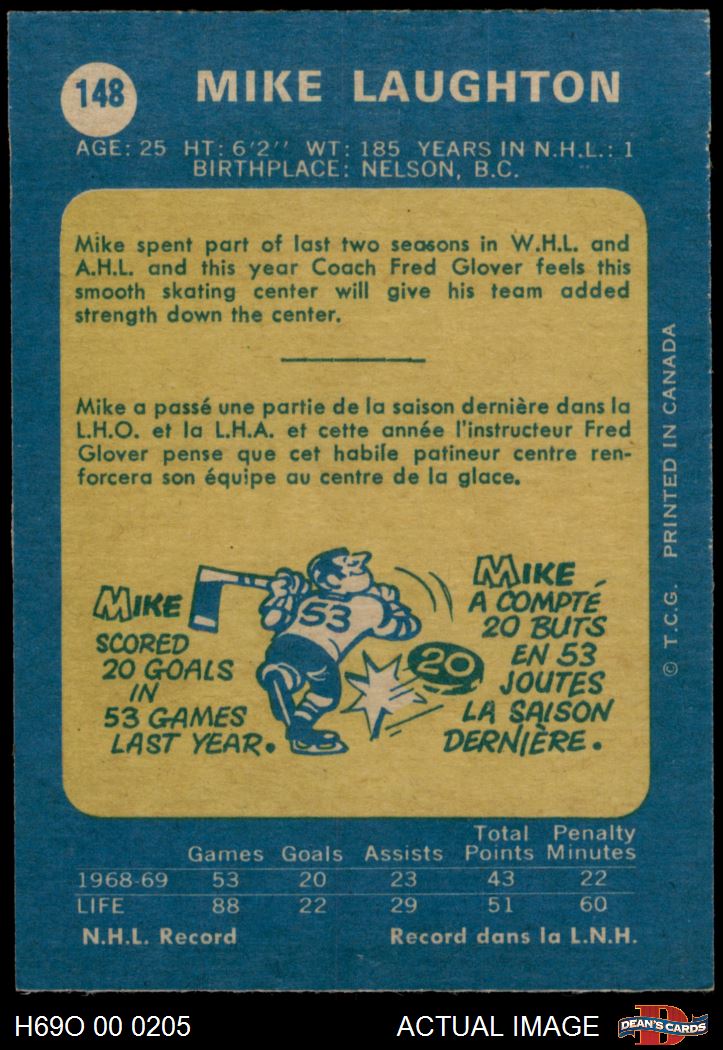 148
MIKE LAUGHTON
AGE: 25 HT: 6'2'' WT: 185 YEARS IN N.H.L.: 1
BIRTHPLACE: NELSON, B.C.
Mike spent part of last two seasons in W.H.L. and
A.H.L. and this year Coach Fred Glover feels this
smooth skating center will give his team added
strength down the center.
Mike a passé une partie de la saison dernière dans la
L.H.O. et la L.H.A. et cette année l'instructeur Fred
Glover pense que cet habile patineur centre ren-
forcera son équipe au centre de la glace.
MIKE
SCORED
20 GOALS
IN
53 GAMES
LAST YEAR.
53
20
MIKE
A COMPTÉ
20 BUTS
EN 53
JOUTES
LA SAISON
DERNIÈRE.
© T.C.G. PRINTED IN CANADA
Total Penalty
Games Goals Assists Points Minutes
1968-69 53 20 23 43 22
LIFE 88 22 29 51 60
N.H.L. Record Record dans la L.N.H.
H69O 00 0205 ACTUAL IMAGE
D
DEAN'S CARDS